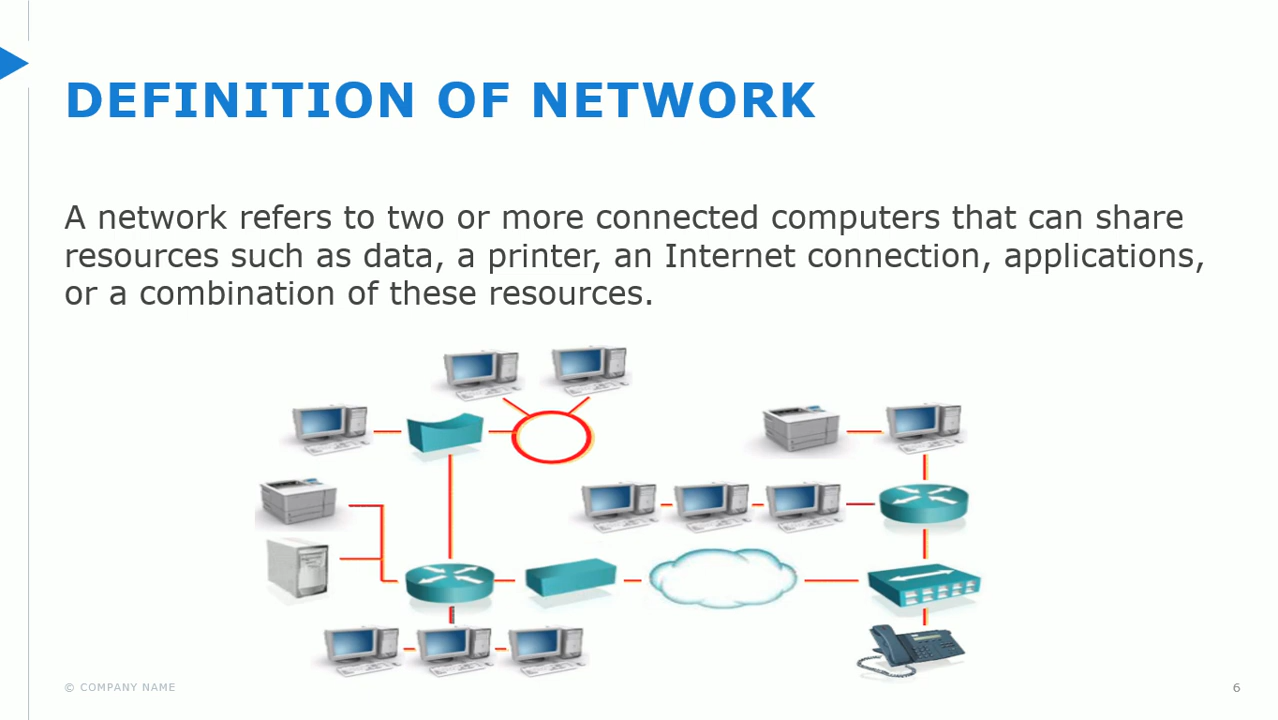 DEFINITION OF NETWORK
A network refers to two or more connected computers that can share
resources such as data, a printer, an Internet connection, applications,
or a combination of these resources.
© COMPANY NAME
6